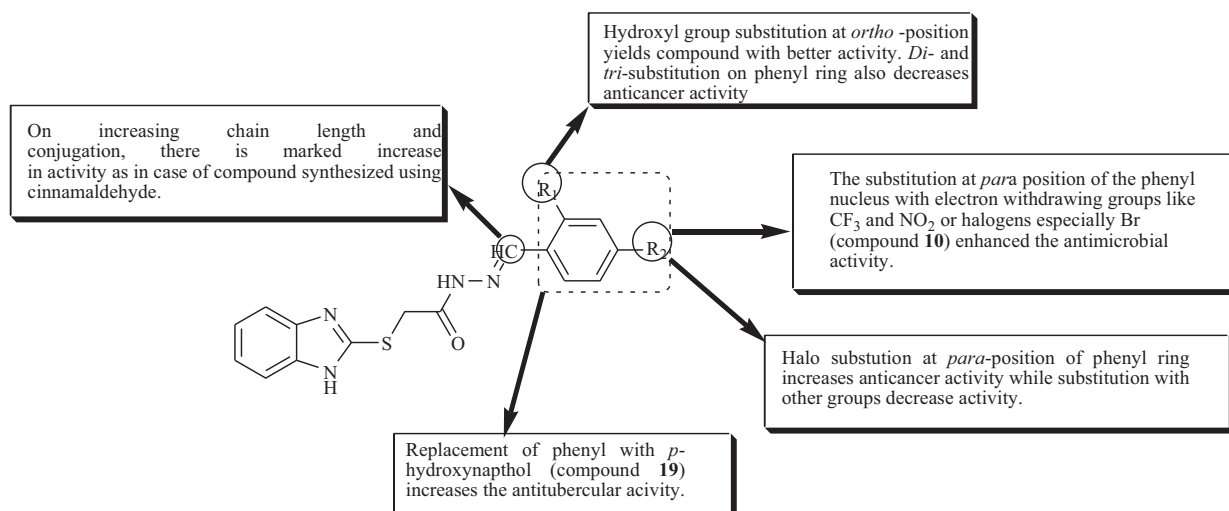 Hydroxyl group substitution at ortho -position
yields compound with better activity. Di- and
tri-substitution on phenyl ring also decreases
anticancer activity
On increasing chain length and
conjugation, there is marked increase
in activity as in case of compound synthesized using
cinnamaldehyde.
The substitution at para position of the phenyl
nucleus with electron withdrawing groups like
CF3 and NO2 or halogens especially Br
(compound 10) enhanced the antimicrobial
activity.
R1
HC
R2
HN
N
N
S
O
N
H
Halo substution at para-position of phenyl ring
increases anticancer activity while substitution with
other groups decrease activity.
Replacement of phenyl with p-
hydroxynapthol (compound 19)
increases the antitubercular acivity.